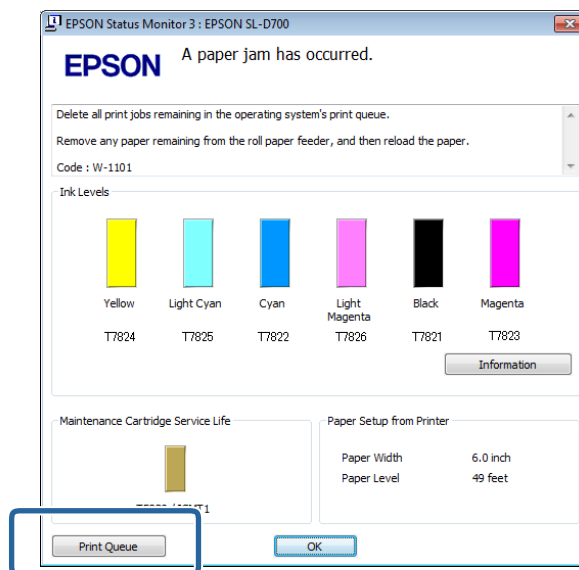 EPSON Status Monitor 3 : EPSON SL-D700
EPSON
A paper jam has occurred.
Delete all print jobs remaining in the operating system's print queue.
Remove any paper remaining from the roll paper feeder, and then reload the paper.
Code : W-1101
Ink Levels
Yellow Light Cyan Cyan Light Magenta Black Magenta
T7824 T7825 T7822 T7826 T7821 T7823
Information
Maintenance Cartridge Service Life
Paper Setup from Printer
Paper Width 6.0 inch
Paper Level 49 feet
Print Queue
OK